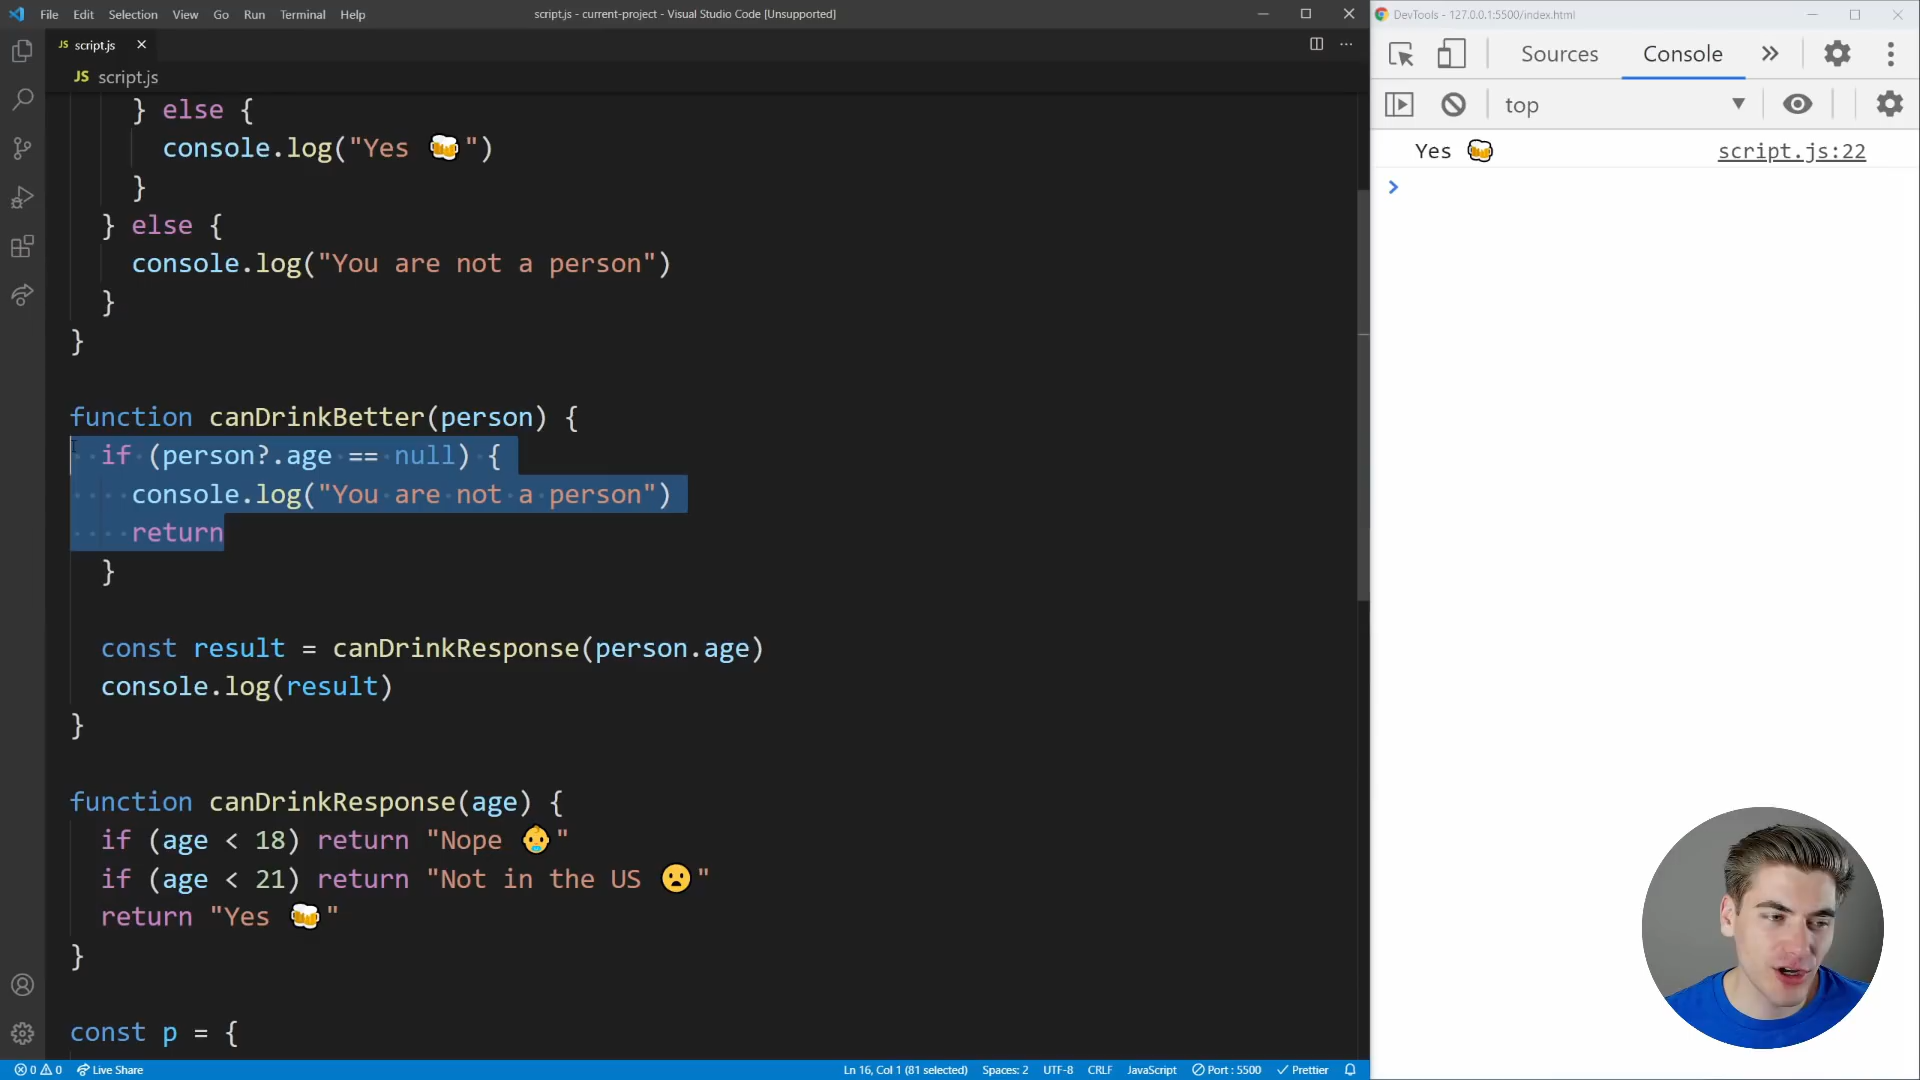 File Edit Selection View Go Run Terminal Help
script.js - current-project - Visual Studio Code [Unsupported]
DevTools - 127.0.0.1:5500/index.html
JS script.js
JS script.js
} else {
console.log("Yes 🍻")
}
} else {
console.log("You are not a person")
}
}
function canDrinkBetter(person) {
if (person?.age == null) {
console.log("You are not a person")
return
}
const result = canDrinkResponse(person.age)
console.log(result)
}
function canDrinkResponse(age) {
if (age < 18) return "Nope 👶"
if (age < 21) return "Not in the US 😦"
return "Yes 🍻"
}
const p = {
Sources Console
top
Yes 🍻 script.js:22
0 0 Live Share
Ln 16, Col 1 (81 selected) Spaces: 2 UTF-8 CRLF JavaScript Port : 5500 Prettier